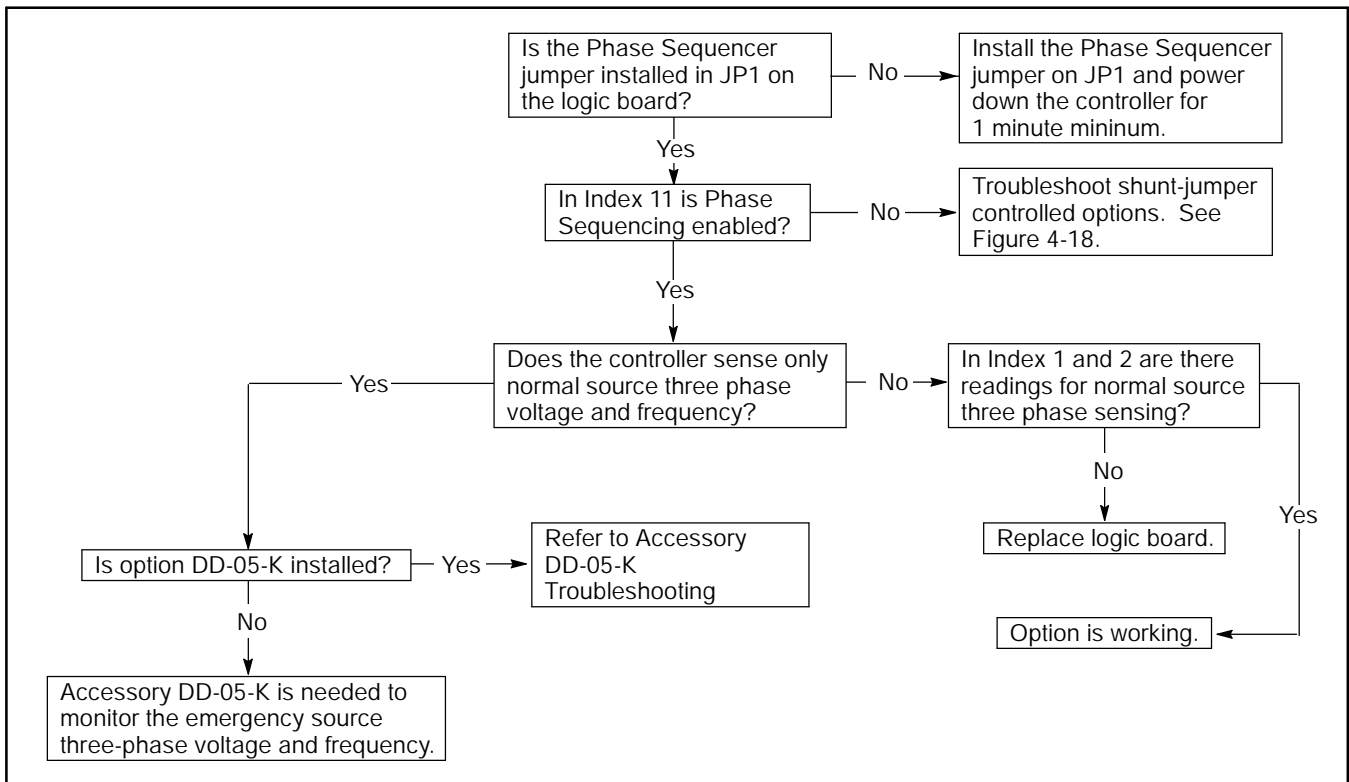 Is the Phase Sequencer
jumper installed in JP1 on
the logic board?
No
Install the Phase Sequencer
jumper on JP1 and power
down the controller for
1 minute mininum.
Yes
In Index 11 is Phase
Sequencing enabled?
No
Troubleshoot shunt-jumper
controlled options. See
Figure 4-18.
Yes
Does the controller sense only
normal source three phase
voltage and frequency?
Yes
No
In Index 1 and 2 are there
readings for normal source
three phase sensing?
No
Yes
Replace logic board.
Option is working.
Is option DD-05-K installed?
Yes
Refer to Accessory
DD-05-K
Troubleshooting
No
Accessory DD-05-K is needed to
monitor the emergency source
three-phase voltage and frequency.